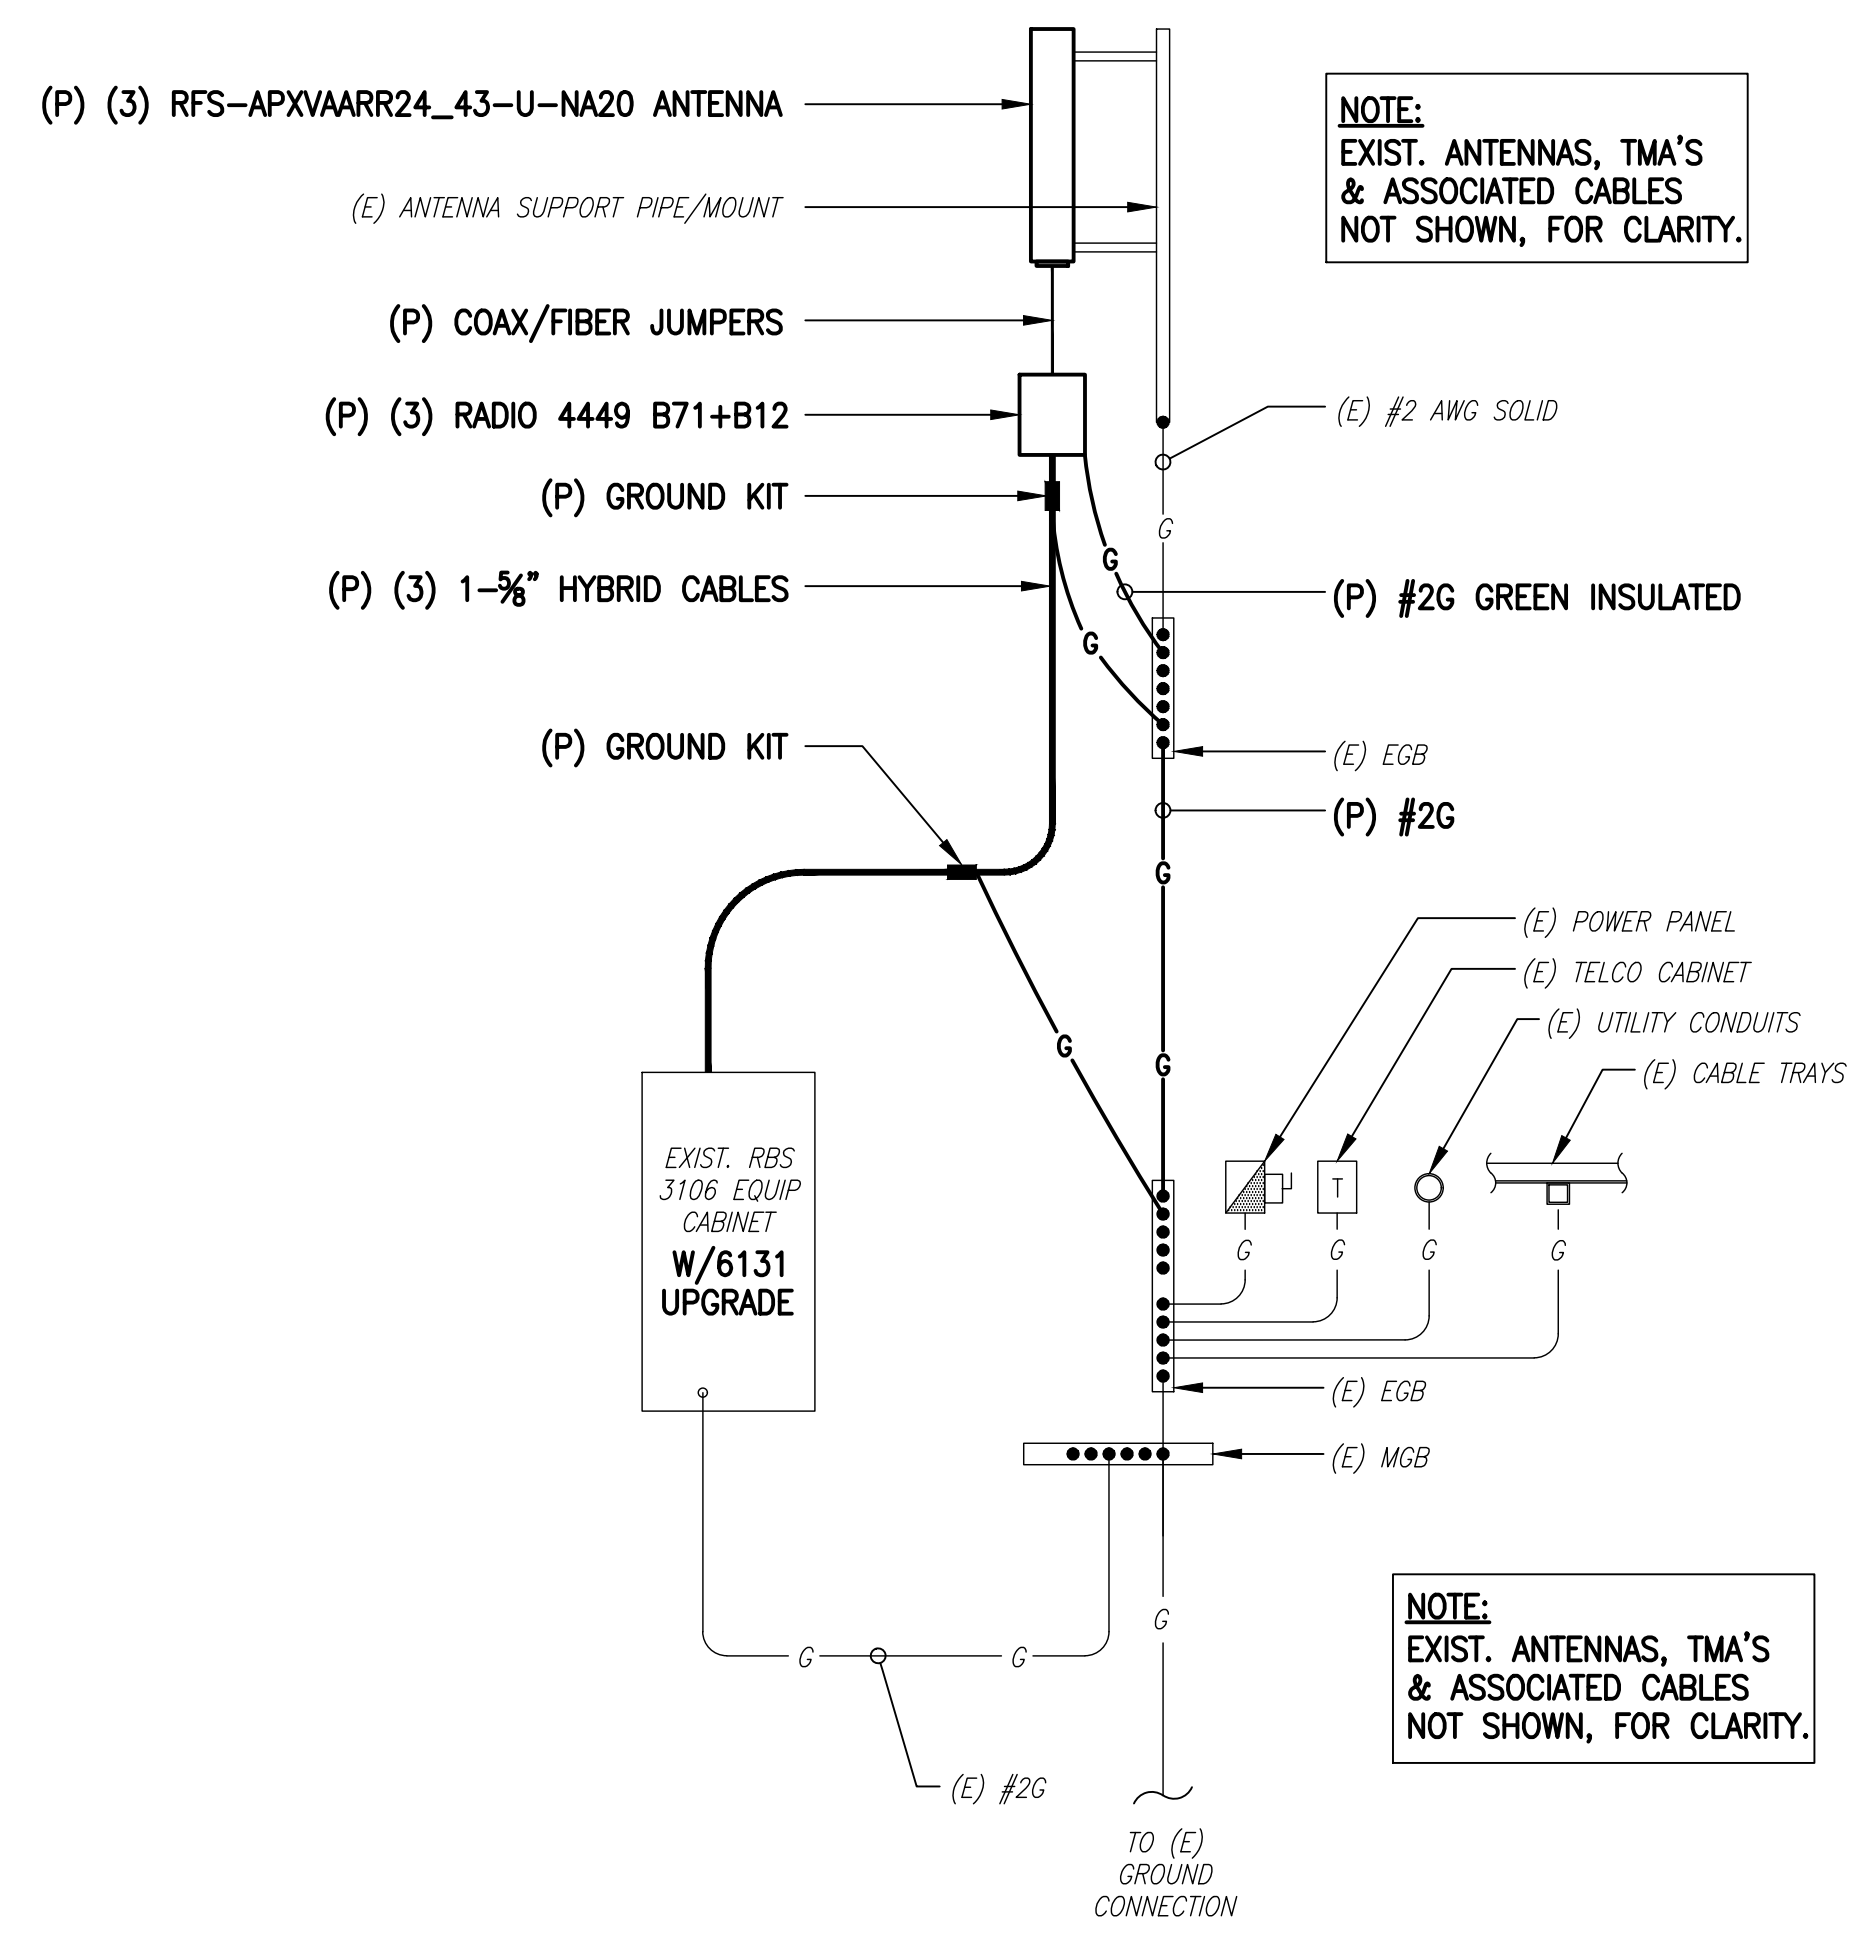 (P) (3) RFS-APXVAARR24_43-U-NA20 ANTENNA
NOTE:
EXIST. ANTENNAS, TMA'S
& ASSOCIATED CABLES
NOT SHOWN, FOR CLARITY.
(E) ANTENNA SUPPORT PIPE/MOUNT
(P) COAX/FIBER JUMPERS
(P) (3) RADIO 4449 B71+B12
(E) #2 AWG SOLID
(P) GROUND KIT
G
G
(P) (3) 1-5/8" HYBRID CABLES
(P) #2G GREEN INSULATED
G
(P) GROUND KIT
(E) EGB
(P) #2G
G
(E) POWER PANEL
(E) TELCO CABINET
(E) UTILITY CONDUITS
(E) CABLE TRAYS
G
G
EXIST. RBS
3106 EQUIP
CABINET
W/6131
UPGRADE
T
G
G
G
G
(E) EGB
(E) MGB
G
G
G
NOTE:
EXIST. ANTENNAS, TMA'S
& ASSOCIATED CABLES
NOT SHOWN, FOR CLARITY.
(E) #2G
TO (E)
GROUND
CONNECTION